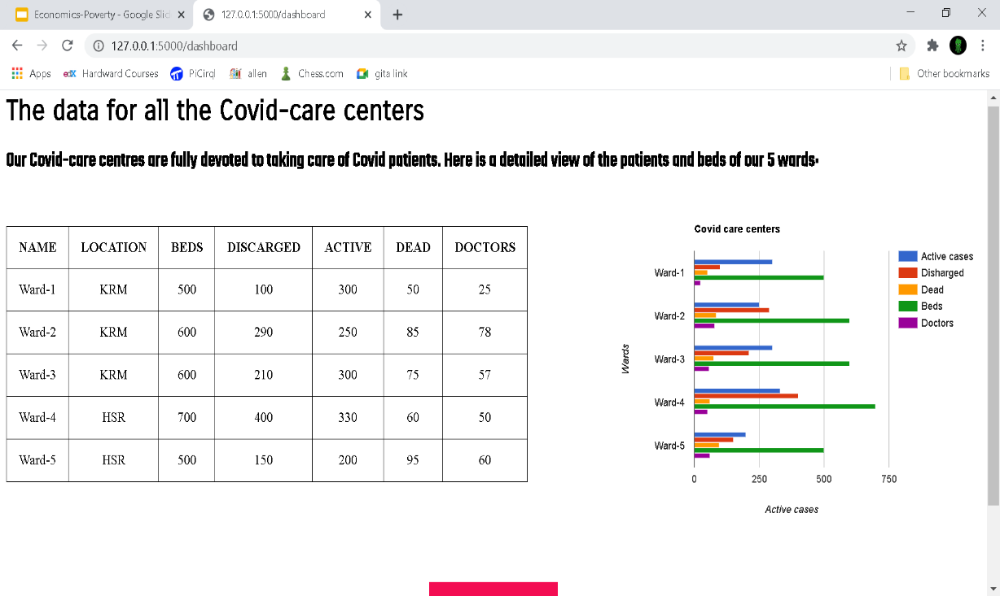 Economics-Poverty - Google Slid
127.0.0.1:5000/dashboard
127.0.0.1:5000/dashboard
Apps edX Hardward Courses PiCirql allen Chess.com gita link Other bookmarks
The data for all the Covid-care centers
Our Covid-care centres are fully devoted to taking care of Covid patients. Here is a detailed view of the patients and beds of our 5 wards·
NAME LOCATION BEDS DISCARGED ACTIVE DEAD DOCTORS
Ward-1 KRM 500 100 300 50 25
Ward-2 KRM 600 290 250 85 78
Ward-3 KRM 600 210 300 75 57
Ward-4 HSR 700 400 330 60 50
Ward-5 HSR 500 150 200 95 60
Covid care centers
Active cases
Disharged
Dead
Beds
Doctors
Wards
Ward-1
Ward-2
Ward-3
Ward-4
Ward-5
0 250 500 750
Active cases